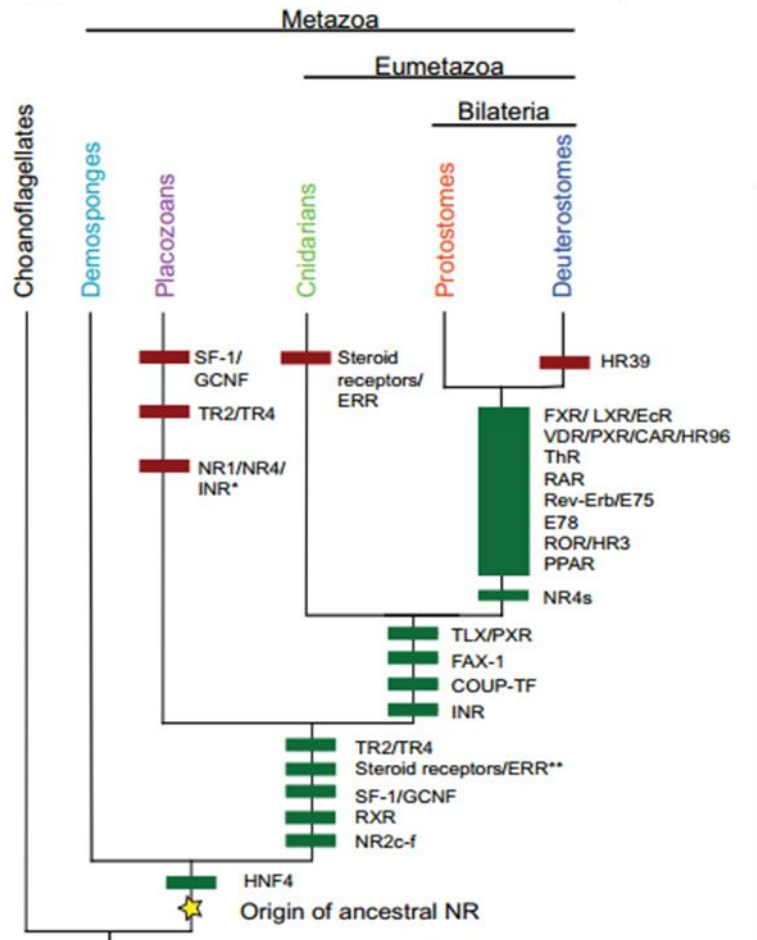 Metazoa
Eumetazoa
Bilateria
Choanoflagellates
Demosponges
Placozoans
Cnidarians
Protostomes
Deuterostomes
SF-1/
GCNF
TR2/TR4
NR1/NR4/
INR*
Steroid
receptors/
ERR
HR39
FXR/ LXR/EcR
VDR/PXR/CAR/HR96
ThR
RAR
Rev-Erb/E75
E78
ROR/HR3
PPAR
NR4s
TLX/PXR
FAX-1
COUP-TF
INR
TR2/TR4
Steroid receptors/ERR**
SF-1/GCNF
RXR
NR2c-f
HNF4
Origin of ancestral NR